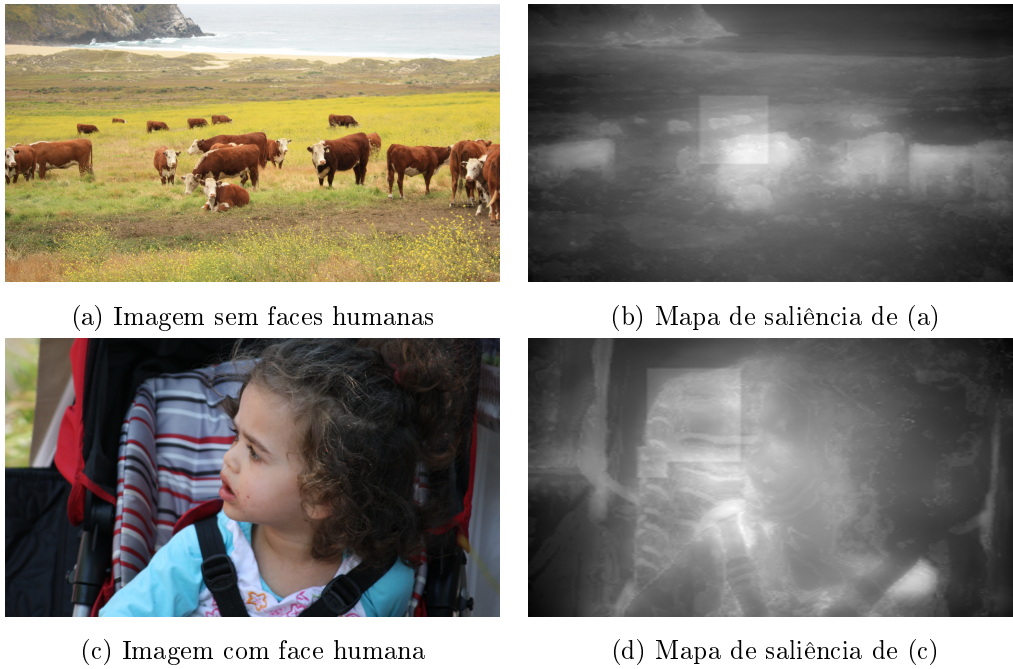 (a) Imagem sem faces humanas
(b) Mapa de saliência de (a)
(c) Imagem com face humana
(d) Mapa de saliência de (c)